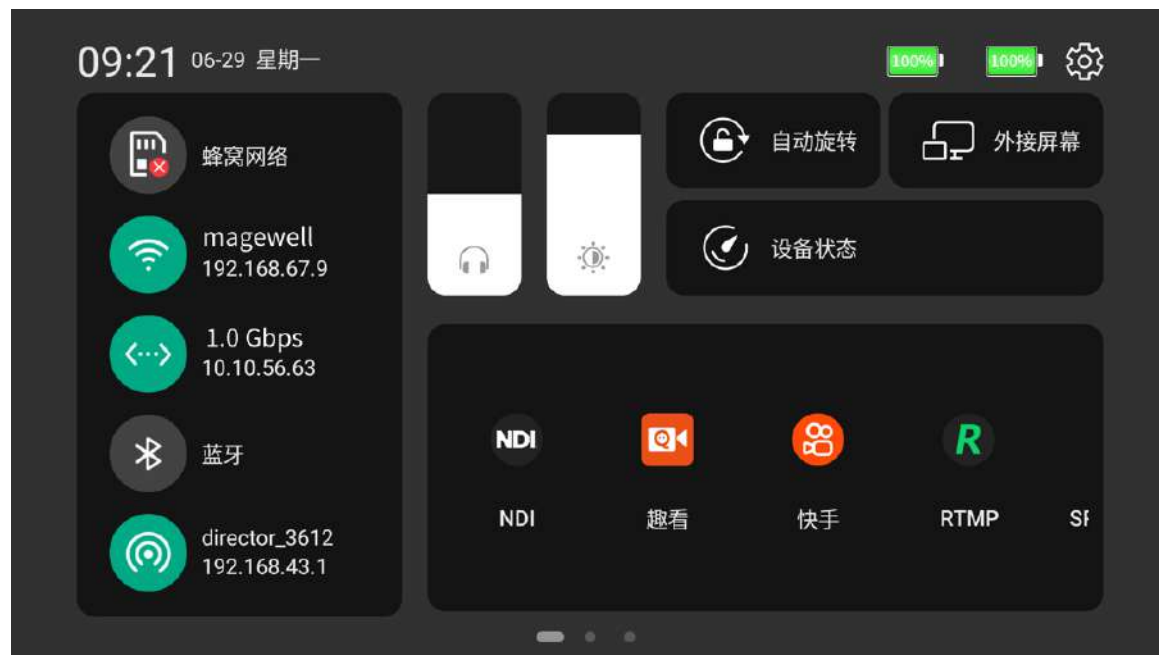 09:21 06-29 星期一
100% 100%
蜂窝网络
magewell
192.168.67.9
1.0 Gbps
10.10.56.63
蓝牙
director_3612
192.168.43.1
自动旋转
外接屏幕
设备状态
NDI
R
NDI
趣看
快手
RTMP